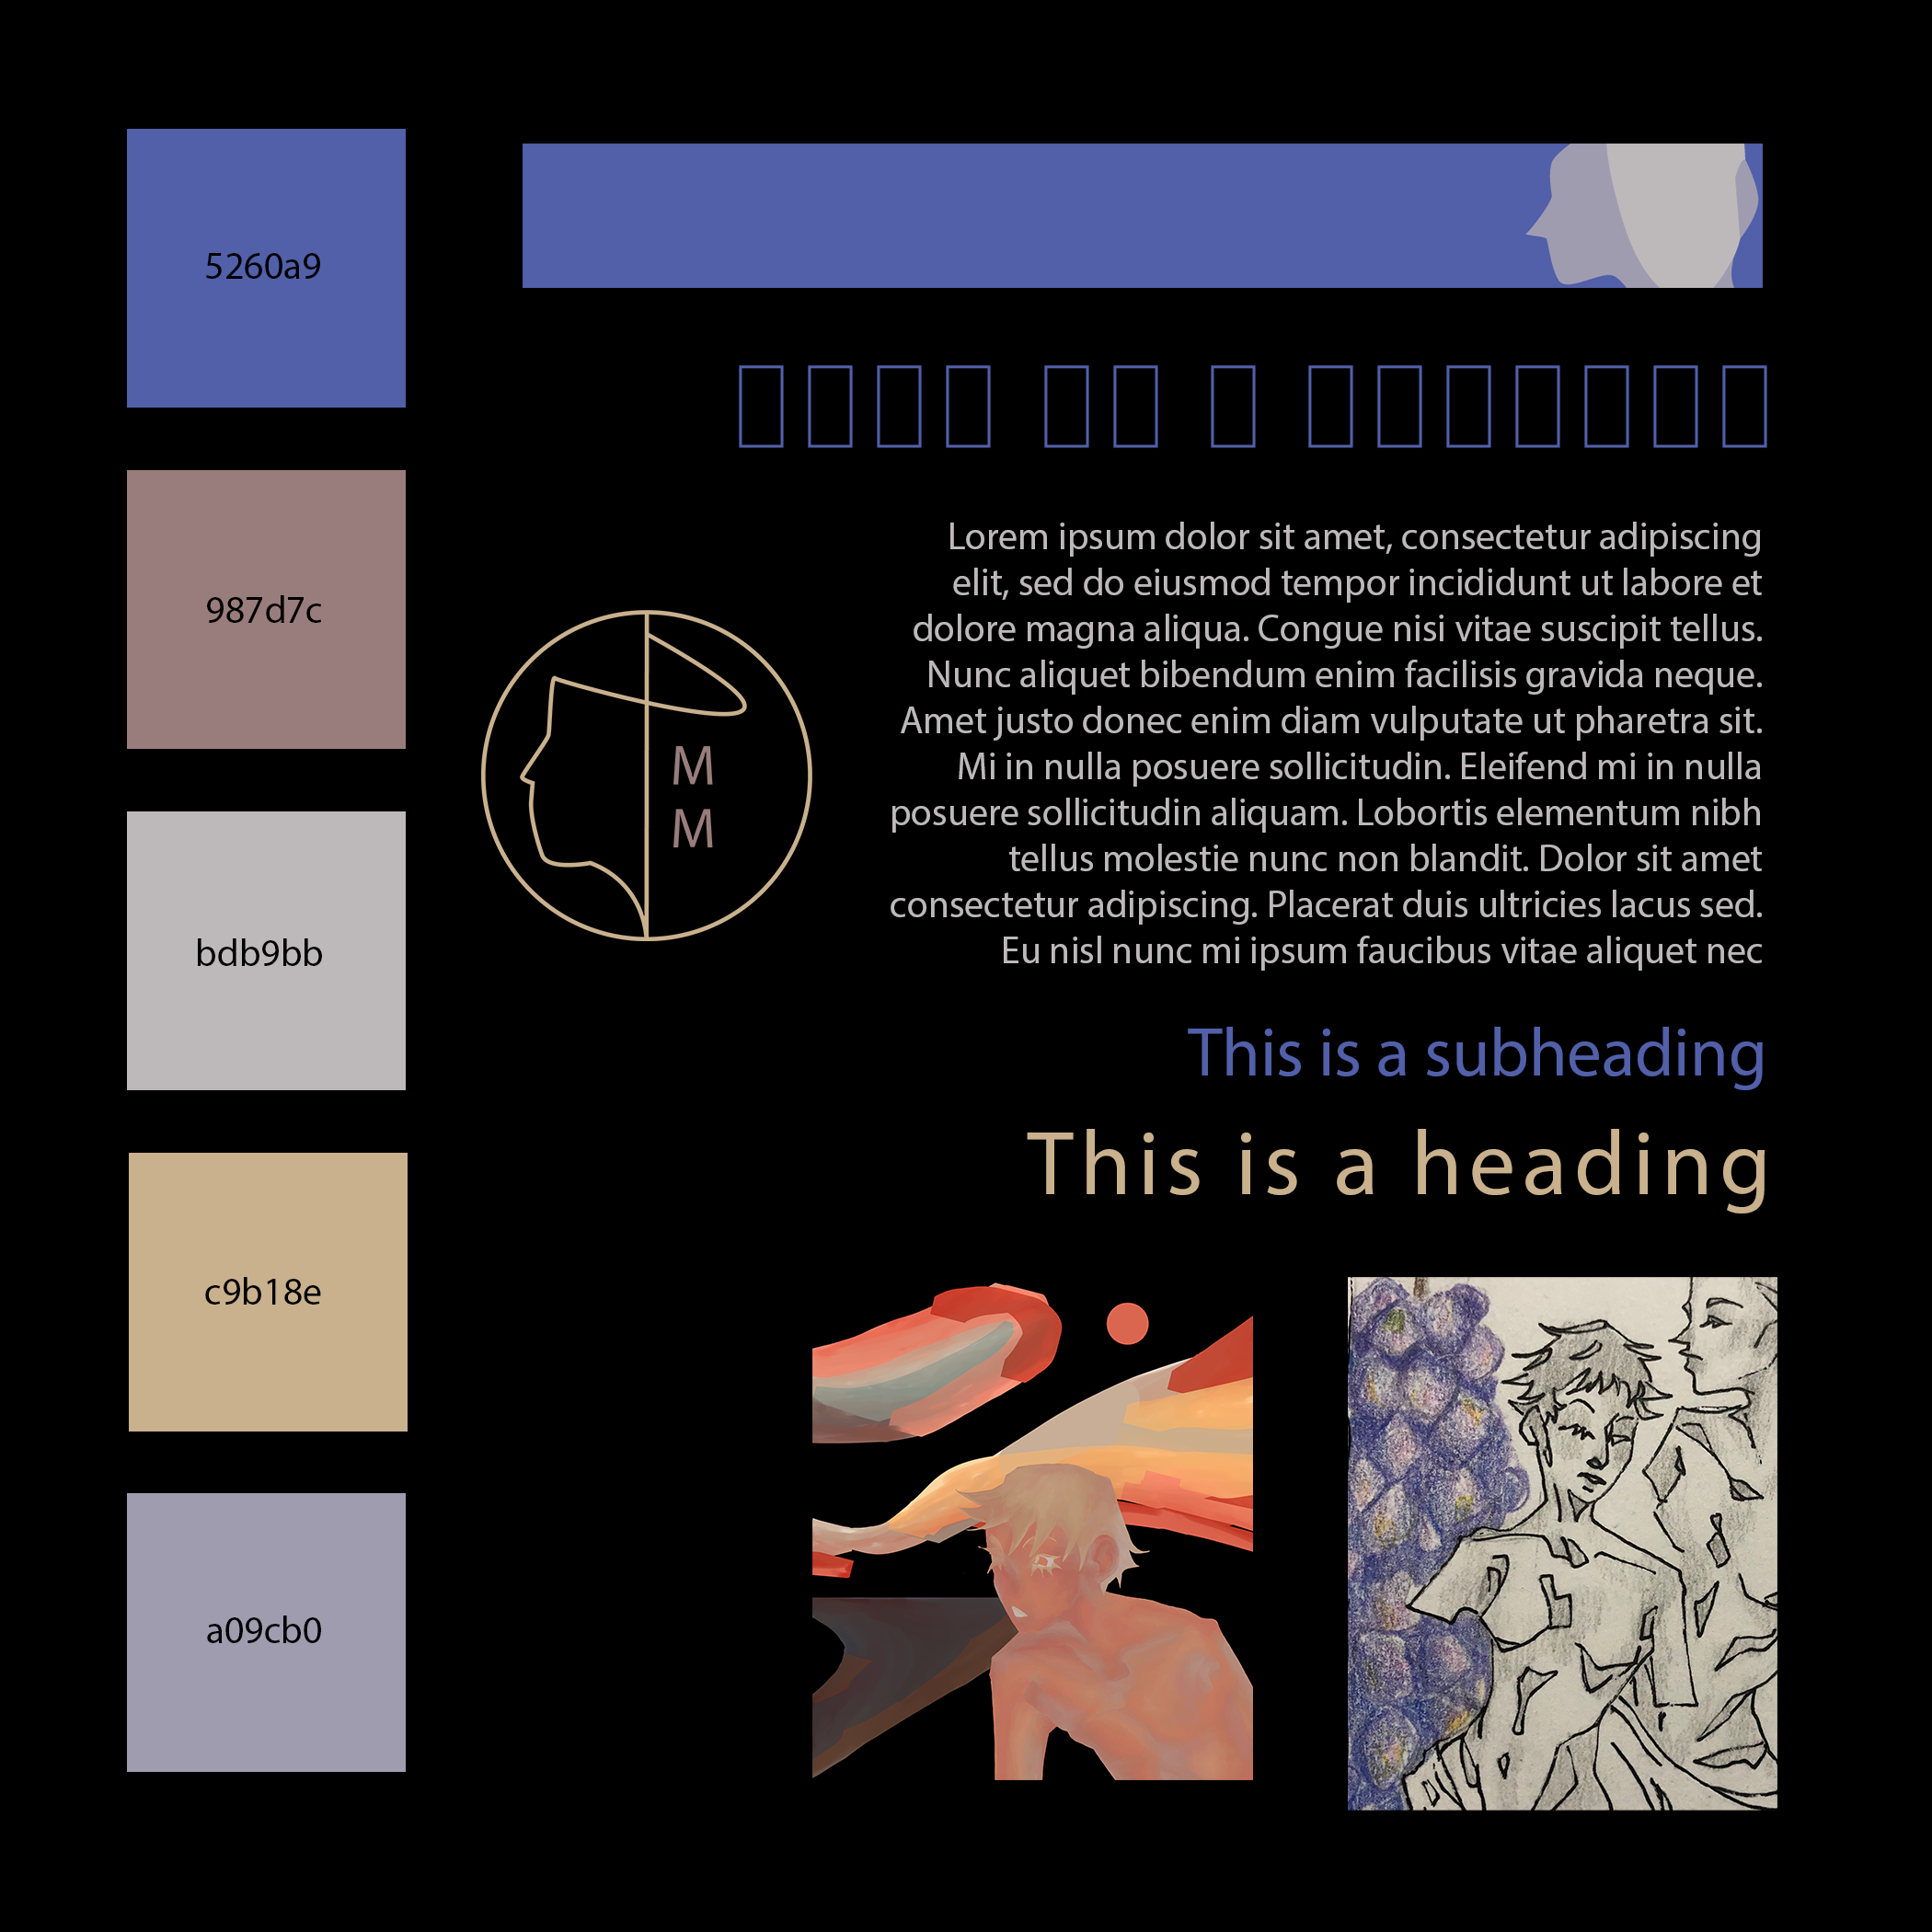 5260a9
987d7c
bdb9bb
c9b18e
a09cb0
M
M
Lorem ipsum dolor sit amet, consectetur adipiscing
elit, sed do eiusmod tempor incididunt ut labore et
dolore magna aliqua. Congue nisi vitae suscipit tellus.
Nunc aliquet bibendum enim facilisis gravida neque.
Amet justo donec enim diam vulputate ut pharetra sit.
Mi in nulla posuere sollicitudin. Eleifend mi in nulla
posuere sollicitudin aliquam. Lobortis elementum nibh
tellus molestie nunc non blandit. Dolor sit amet
consectetur adipiscing. Placerat duis ultricies lacus sed.
Eu nisl nunc mi ipsum faucibus vitae aliquet nec
This is a subheading
This is a heading